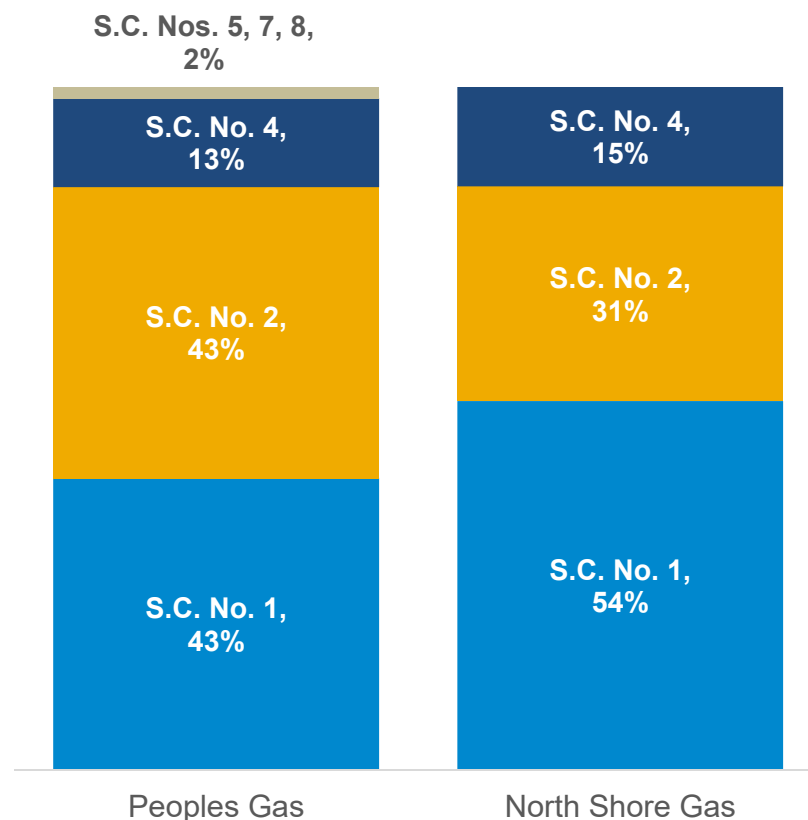 S.C. Nos. 5, 7, 8,
2%
S.C. No. 4,
13%
S.C. No. 2,
43%
S.C. No. 1,
43%
S.C. No. 4,
15%
S.C. No. 2,
31%
S.C. No. 1,
54%
Peoples Gas
North Shore Gas